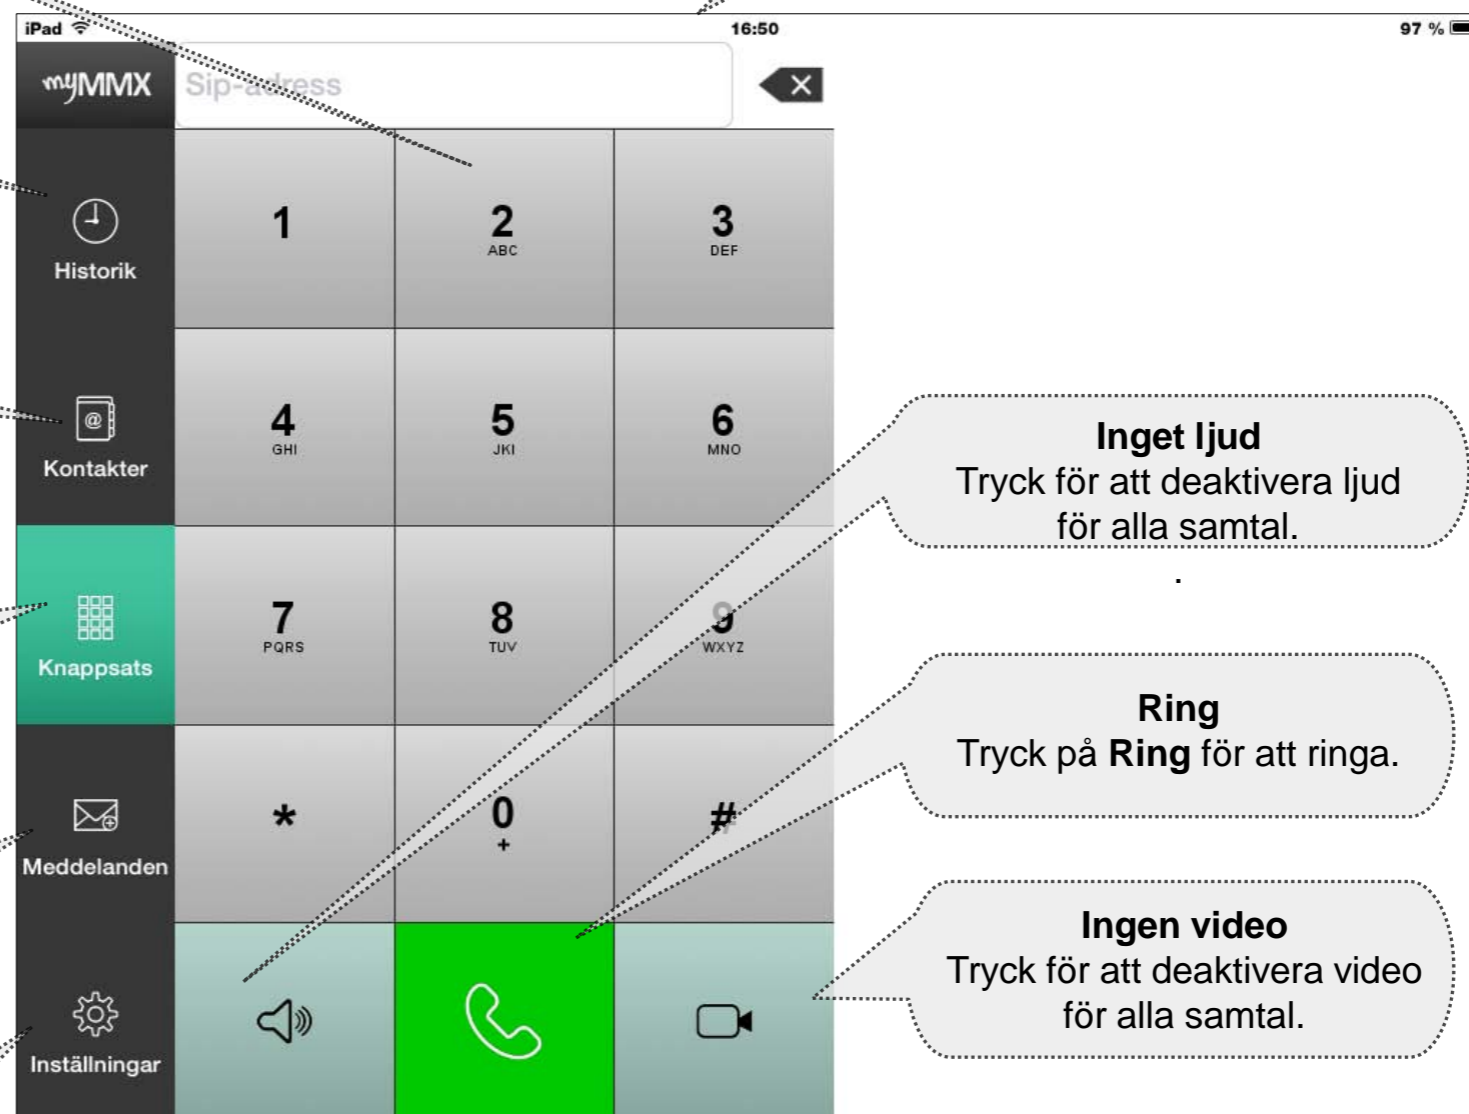 iPad 16:50 97 %
myMMX Sip-adress
Historik
1 2 3
ABC DEF
Kontakter
4 5 6
GHI JKl MNO
Inget ljud
Tryck för att deaktivera ljud
för alla samtal.
.
Knappsats
7 8 9
PQRS TUV WXYZ
Ring
Tryck på Ring för att ringa.
Meddelanden
* 0 #
+
Ingen video
Tryck för att deaktivera video
för alla samtal.
Inställningar